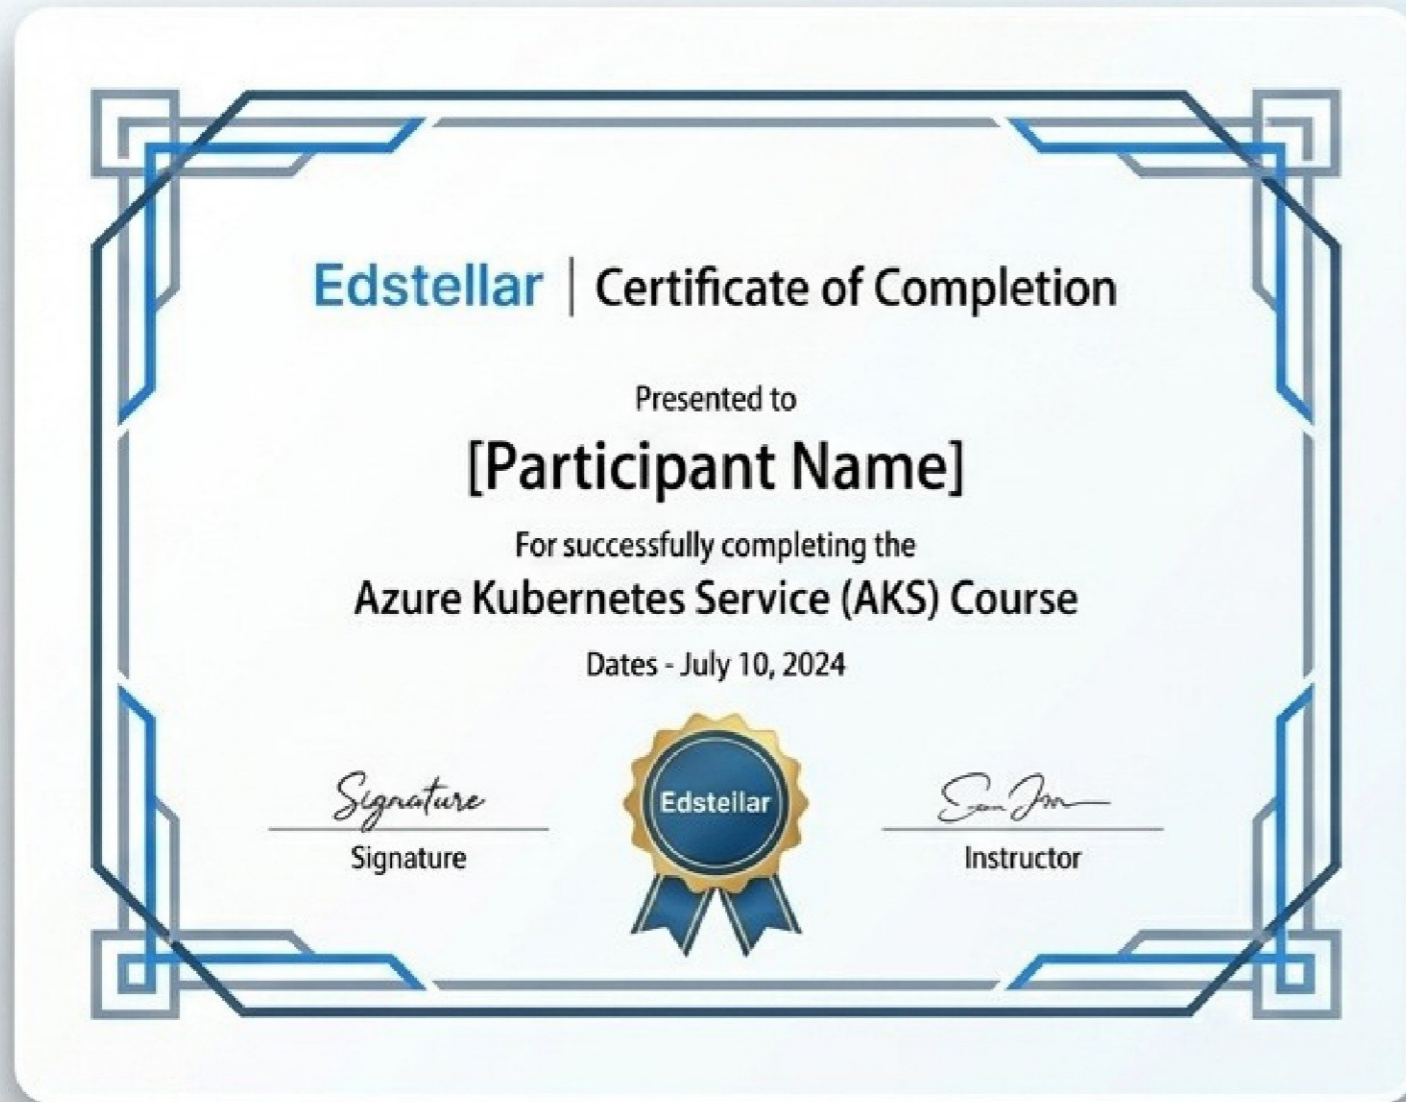 Edstellar | Certificate of Completion
Presented to
[Participant Name]
For successfully completing the
Azure Kubernetes Service (AKS) Course
Dates - July 10, 2024
Signature
Edstellar
Signature
Instructor